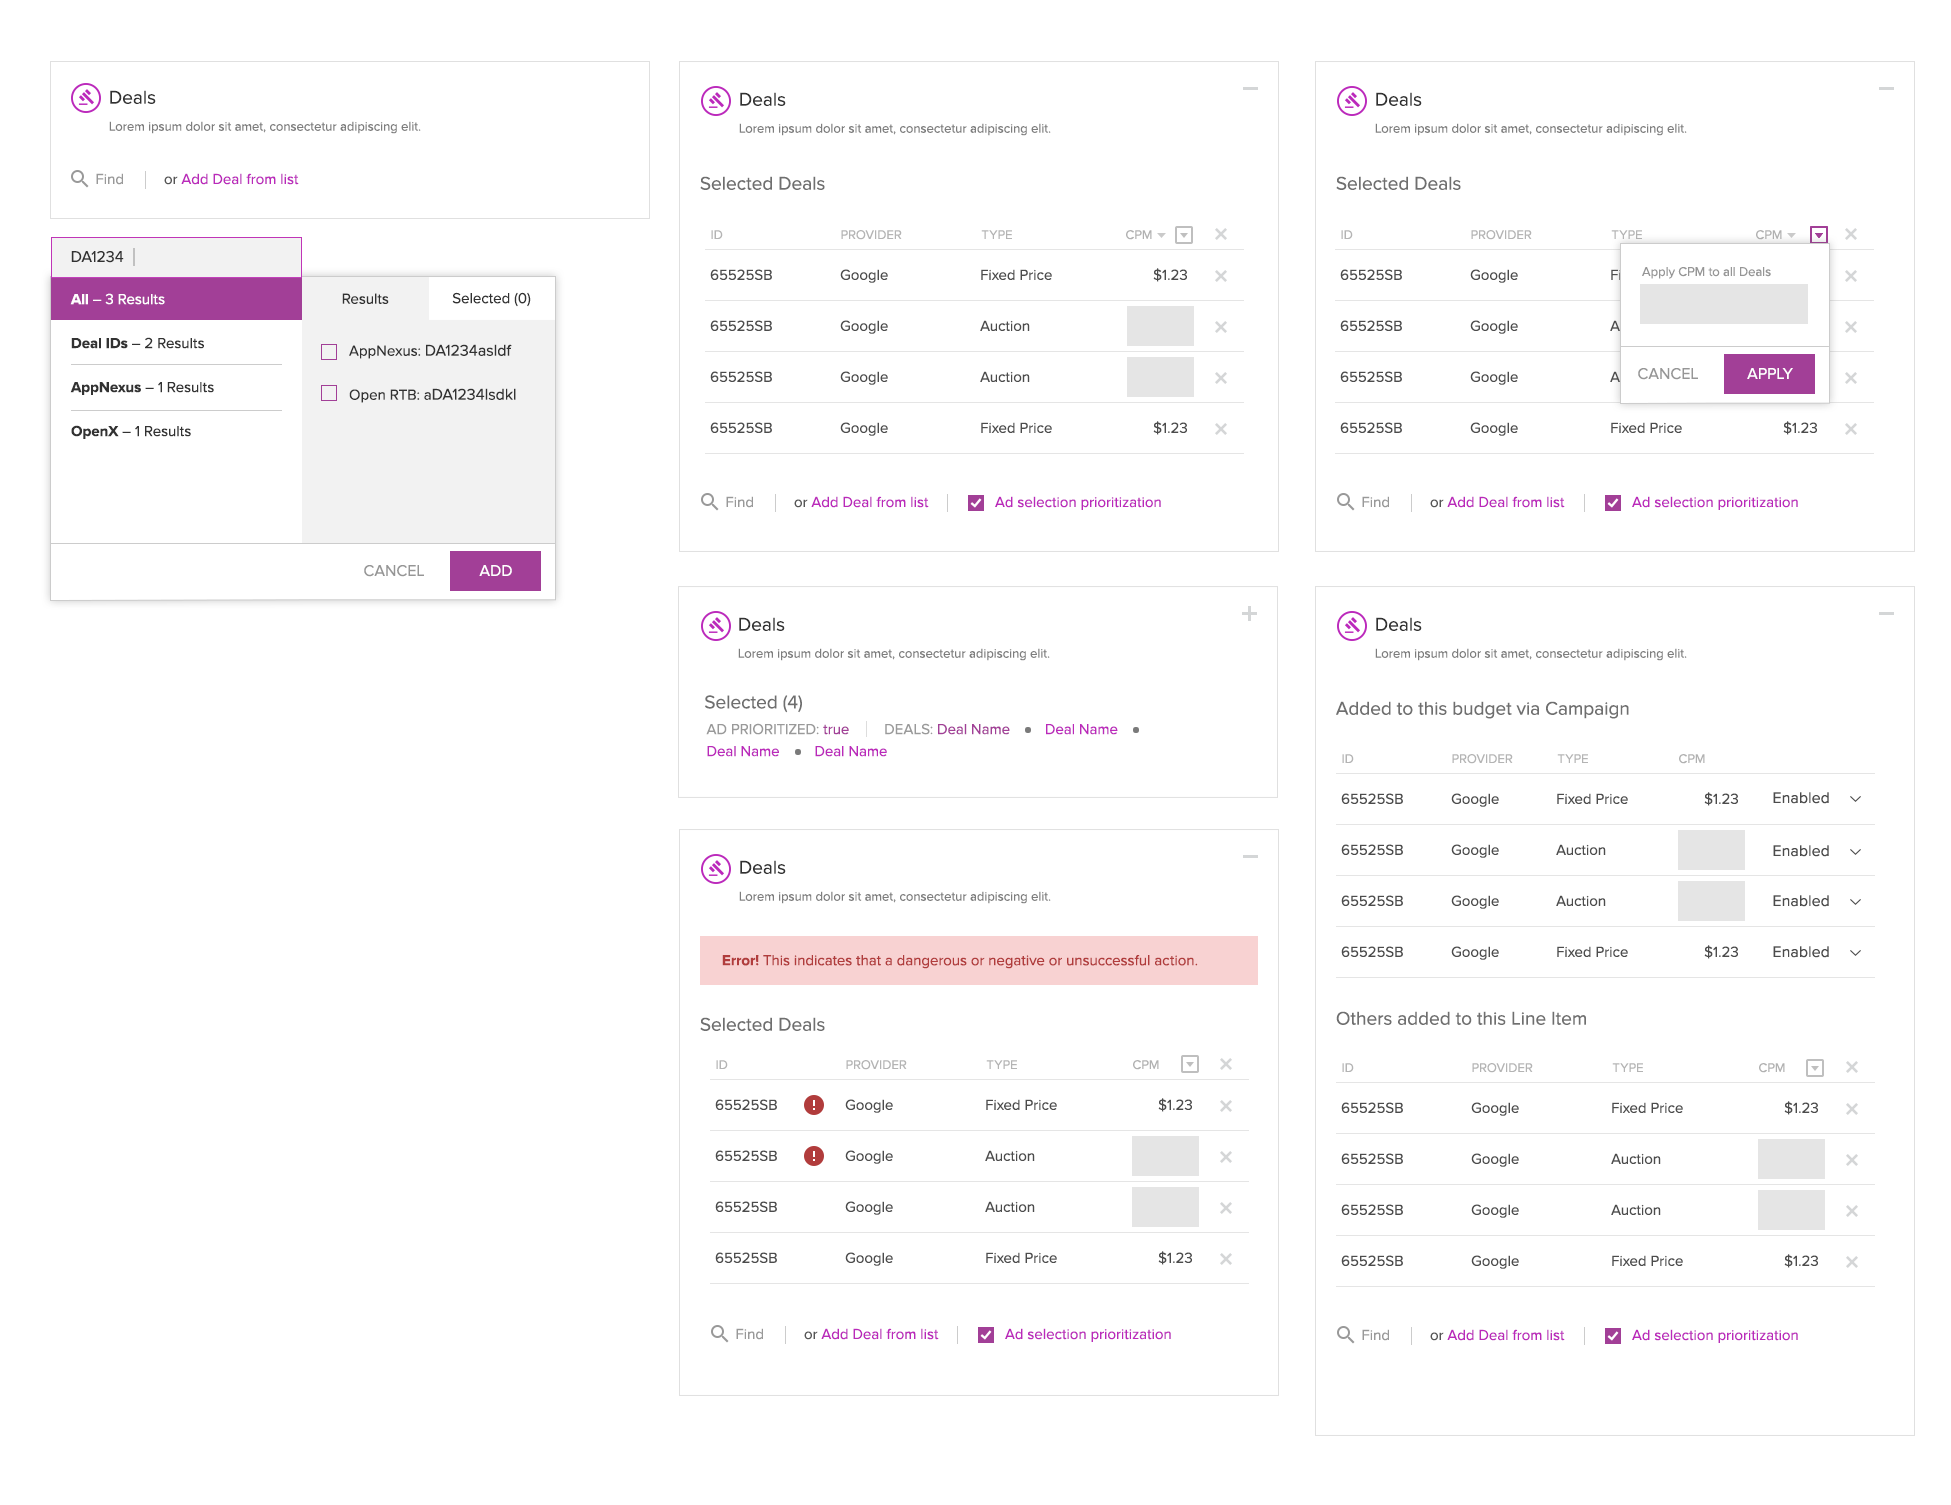 Deals
Lorem ipsum dolor sit amet, consectetur adipiscing elit.
Find or Add Deal from list
DA1234
All – 3 Results
Deal IDs – 2 Results
AppNexus – 1 Results
OpenX – 1 Results
Results Selected (0)
AppNexus: DA1234asldf
Open RTB: aDA1234lsdkl
CANCEL ADD
Deals
Lorem ipsum dolor sit amet, consectetur adipiscing elit.
Selected Deals
ID PROVIDER TYPE CPM
65525SB Google Fixed Price $1.23
65525SB Google Auction
65525SB Google Auction
65525SB Google Fixed Price $1.23
Find or Add Deal from list Ad selection prioritization
Deals
Lorem ipsum dolor sit amet, consectetur adipiscing elit.
Selected (4)
AD PRIORITIZED: true DEALS: Deal Name • Deal Name •
Deal Name • Deal Name
Deals
Lorem ipsum dolor sit amet, consectetur adipiscing elit.
Error! This indicates that a dangerous or negative or unsuccessful action.
Selected Deals
ID PROVIDER TYPE CPM
65525SB Google Fixed Price $1.23
65525SB Google Auction
65525SB Google Auction
65525SB Google Fixed Price $1.23
Find or Add Deal from list Ad selection prioritization
Deals
Lorem ipsum dolor sit amet, consectetur adipiscing elit.
Selected Deals
ID PROVIDER TYPE CPM
65525SB Google Fi
65525SB Google A
65525SB Google A
65525SB Google Fixed Price $1.23
Apply CPM to all Deals
CANCEL APPLY
Find or Add Deal from list Ad selection prioritization
Deals
Lorem ipsum dolor sit amet, consectetur adipiscing elit.
Added to this budget via Campaign
ID PROVIDER TYPE CPM
65525SB Google Fixed Price $1.23 Enabled
65525SB Google Auction Enabled
65525SB Google Auction Enabled
65525SB Google Fixed Price $1.23 Enabled
Others added to this Line Item
ID PROVIDER TYPE CPM
65525SB Google Fixed Price $1.23
65525SB Google Auction
65525SB Google Auction
65525SB Google Fixed Price $1.23
Find or Add Deal from list Ad selection prioritization